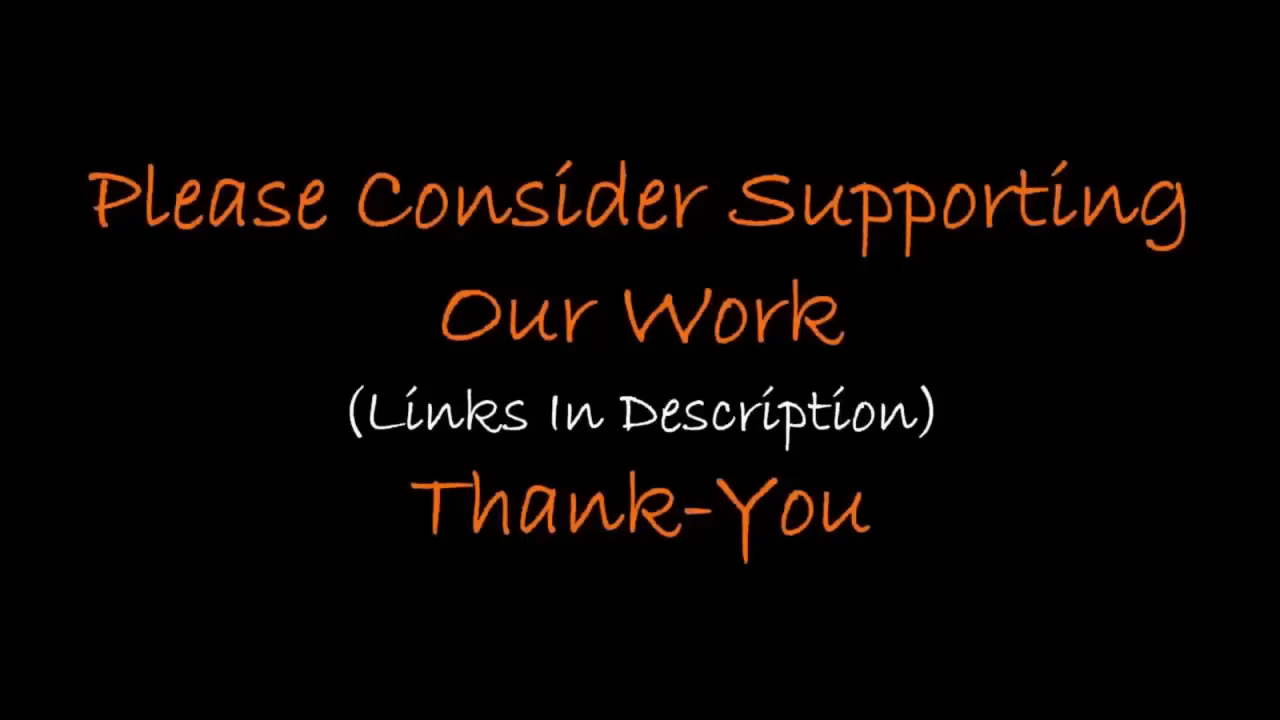 Please Consider Supporting
Our Work
(Links In Description)
Thank-You